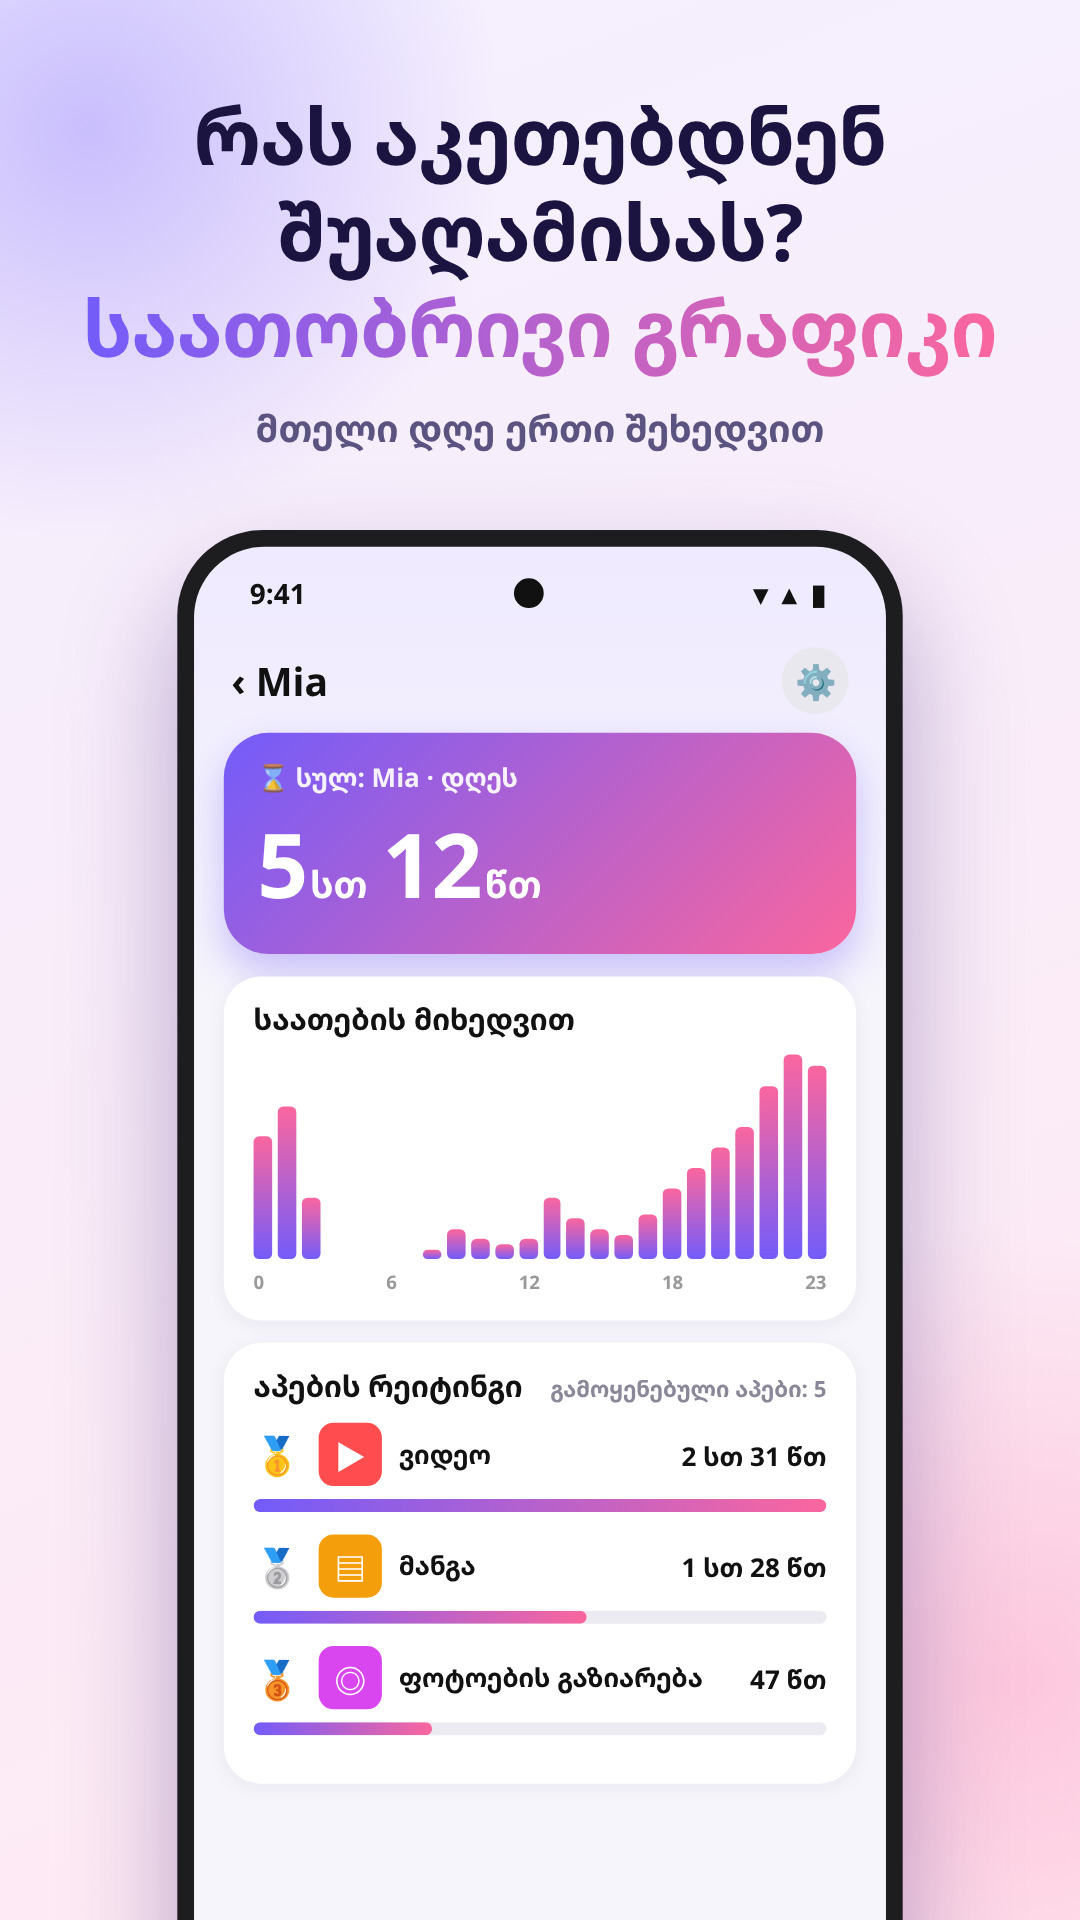 რას აკეთებდნენ
შუაღამისას?
საათობრივი გრაფიკი
მთელი დღე ერთი შეხედვით
9:41
‹ Mia
⌛ სულ: Mia · დღეს
5სთ 12წთ
საათების მიხედვით
0 6 12 18 23
აპების რეიტინგი გამოყენებული აპები: 5
ვიდეო 2 სთ 31 წთ
მანგა 1 სთ 28 წთ
ფოტოების გაზიარება 47 წთ